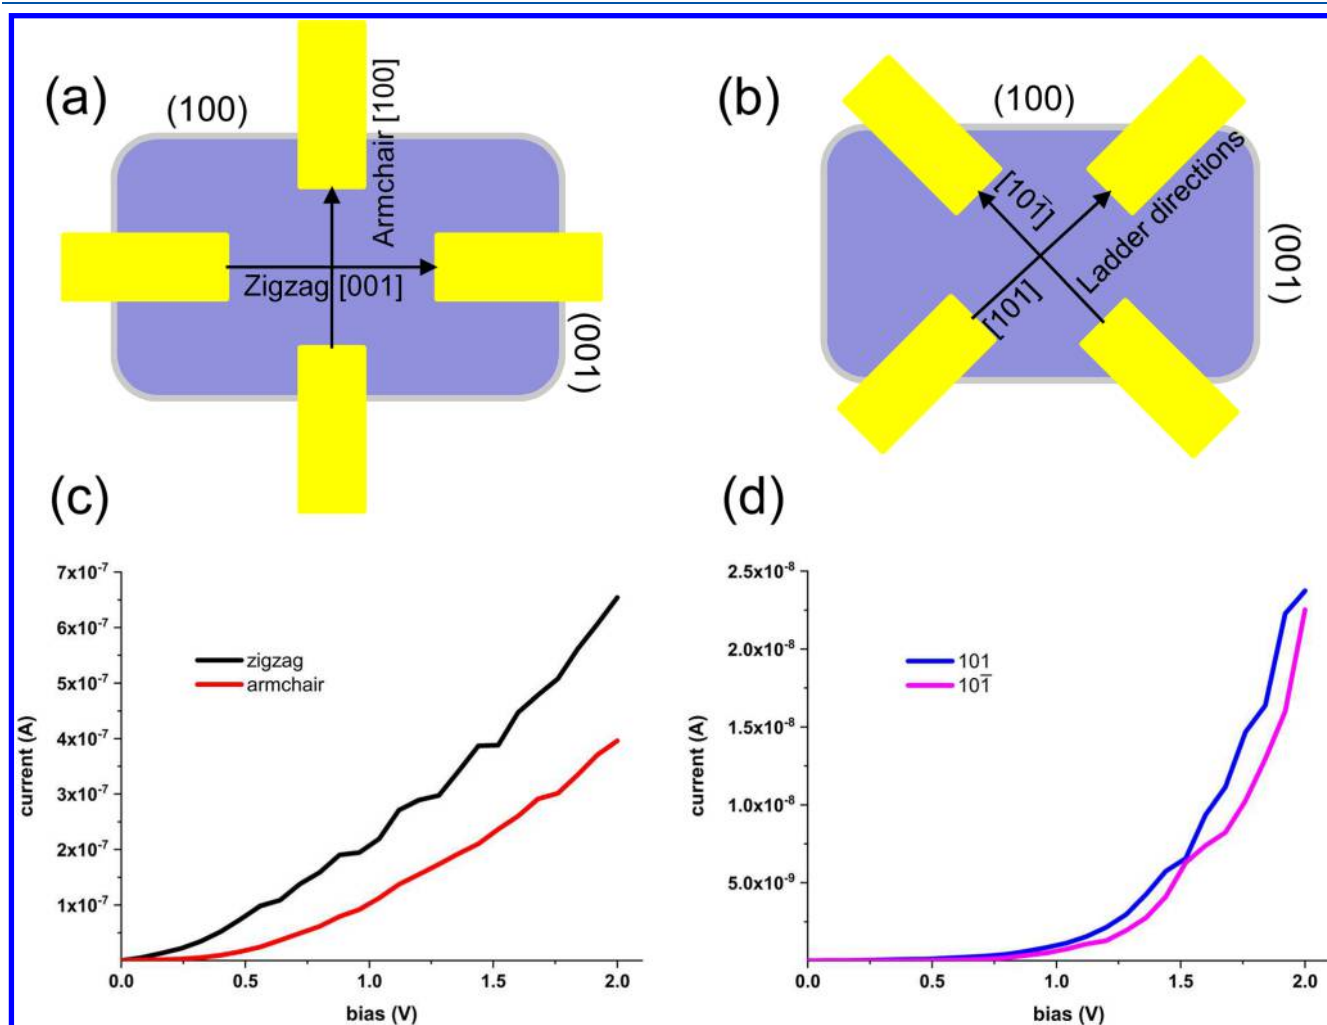 (a)
(100)
Armchair [100]
Zigzag [001]
(001)
(b)
(100)
[101̄]
[101]
Ladder directions
(001)
(c)
7x10⁻⁷
6x10⁻⁷
5x10⁻⁷
4x10⁻⁷
3x10⁻⁷
2x10⁻⁷
1x10⁻⁷
current (A)
zigzag
armchair
0.0 0.5 1.0 1.5 2.0
bias (V)
(d)
2.5x10⁻⁸
2.0x10⁻⁸
1.5x10⁻⁸
1.0x10⁻⁸
5.0x10⁻⁹
current (A)
101
101̄
0.0 0.5 1.0 1.5 2.0
bias (V)